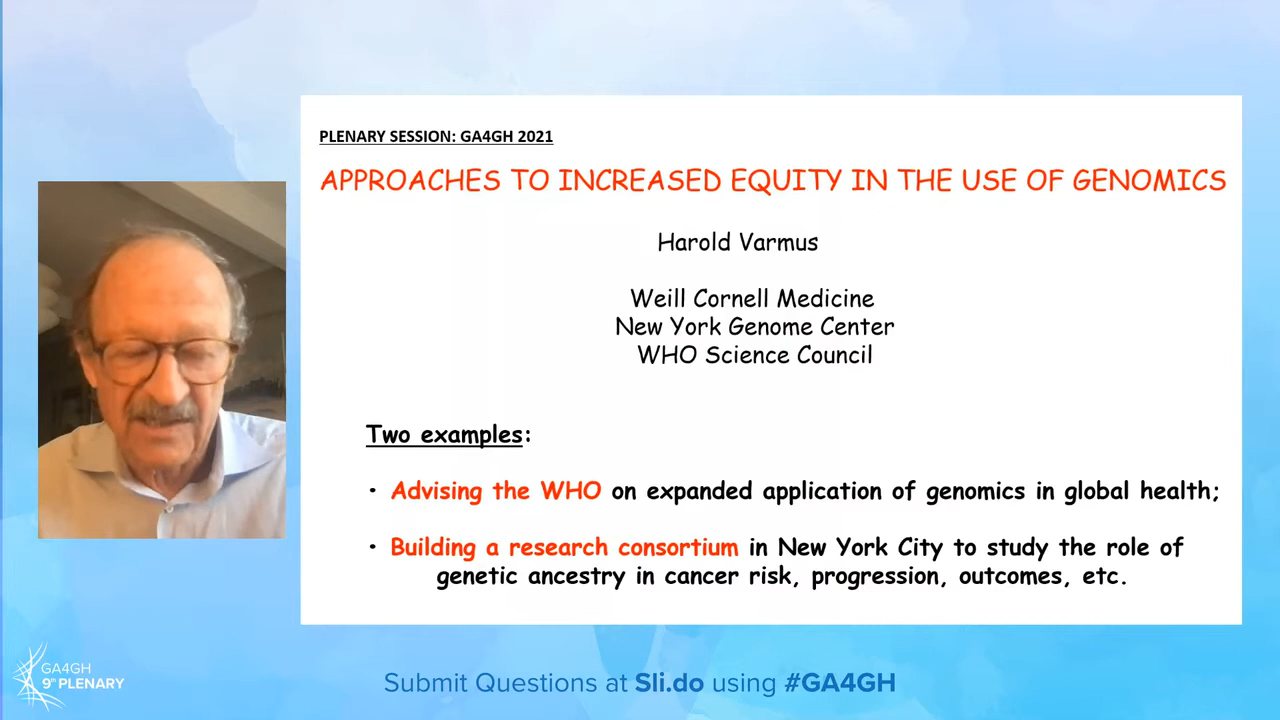 PLENARY SESSION: GA4GH 2021
APPROACHES TO INCREASED EQUITY IN THE USE OF GENOMICS
Harold Varmus
Weill Cornell Medicine
New York Genome Center
WHO Science Council
Two examples:
• Advising the WHO on expanded application of genomics in global health;
• Building a research consortium in New York City to study the role of
genetic ancestry in cancer risk, progression, outcomes, etc.
GA4GH
9th PLENARY
Submit Questions at Sli.do using #GA4GH